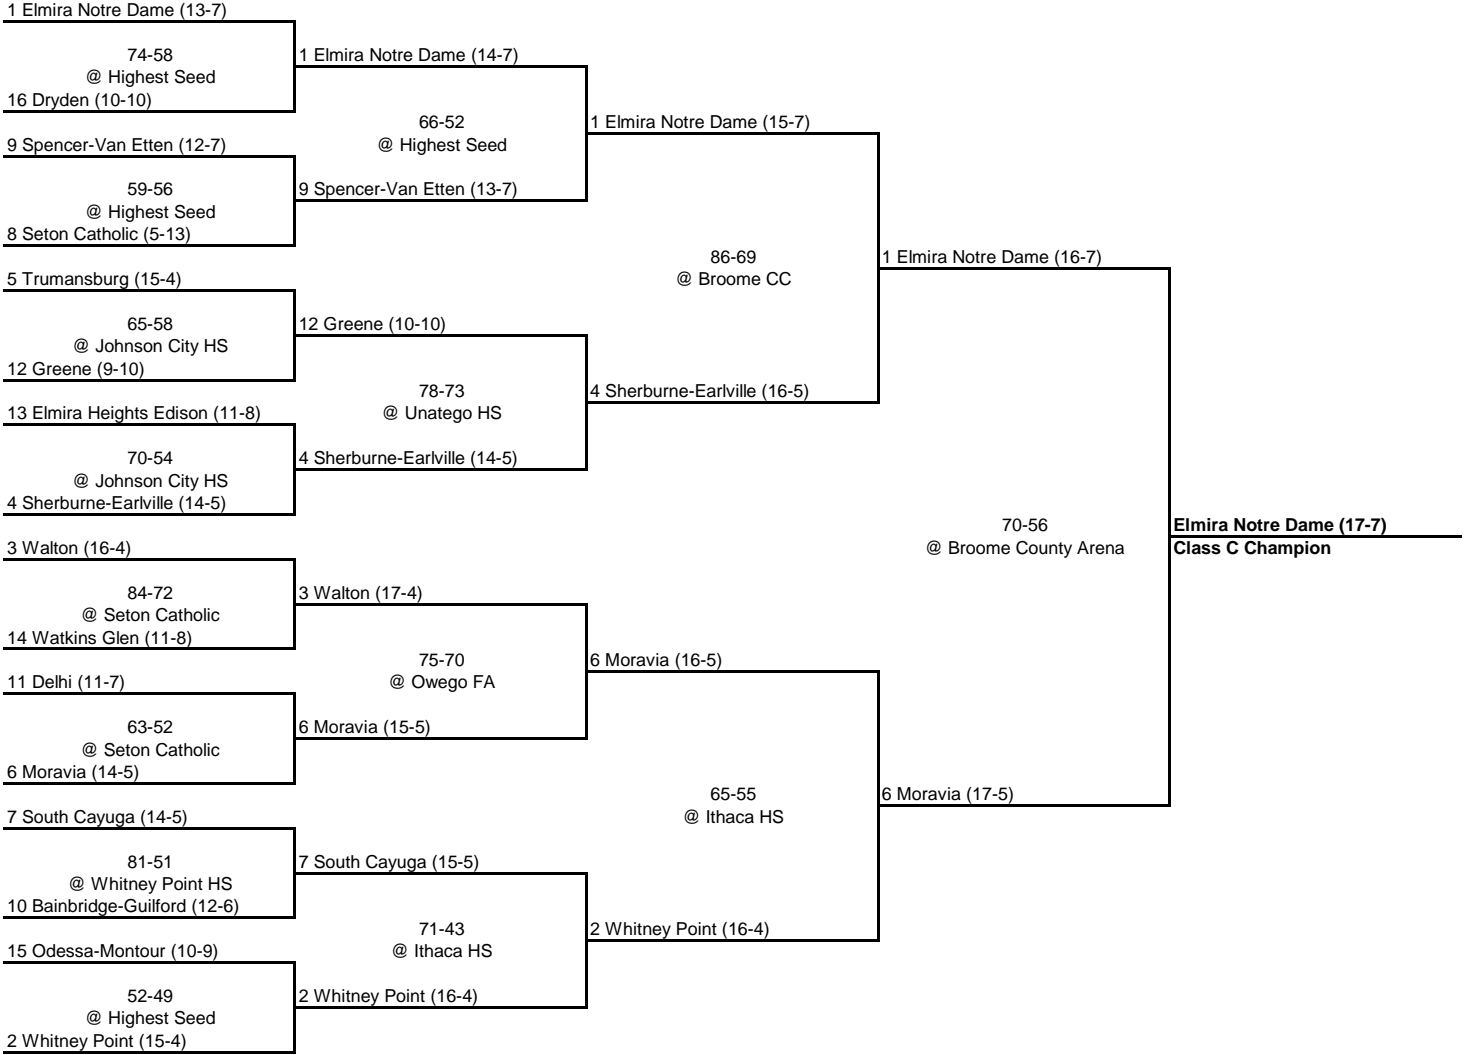 1 Elmira Notre Dame (13-7)
74-58
@ Highest Seed
16 Dryden (10-10)
9 Spencer-Van Etten (12-7)
59-56
@ Highest Seed
8 Seton Catholic (5-13)
5 Trumansburg (15-4)
65-58
@ Johnson City HS
12 Greene (9-10)
13 Elmira Heights Edison (11-8)
70-54
@ Johnson City HS
4 Sherburne-Earlville (14-5)
3 Walton (16-4)
84-72
@ Seton Catholic
14 Watkins Glen (11-8)
11 Delhi (11-7)
63-52
@ Seton Catholic
6 Moravia (14-5)
7 South Cayuga (14-5)
81-51
@ Whitney Point HS
10 Bainbridge-Guilford (12-6)
15 Odessa-Montour (10-9)
52-49
@ Highest Seed
2 Whitney Point (15-4)
1 Elmira Notre Dame (14-7)
66-52
@ Highest Seed
9 Spencer-Van Etten (13-7)
12 Greene (10-10)
78-73
@ Unatego HS
4 Sherburne-Earlville (14-5)
3 Walton (17-4)
75-70
@ Owego FA
6 Moravia (15-5)
7 South Cayuga (15-5)
71-43
@ Ithaca HS
2 Whitney Point (16-4)
1 Elmira Notre Dame (15-7)
86-69
@ Broome CC
4 Sherburne-Earlville (16-5)
6 Moravia (16-5)
65-55
@ Ithaca HS
2 Whitney Point (16-4)
1 Elmira Notre Dame (16-7)
70-56
@ Broome County Arena
6 Moravia (17-5)
Elmira Notre Dame (17-7)
Class C Champion